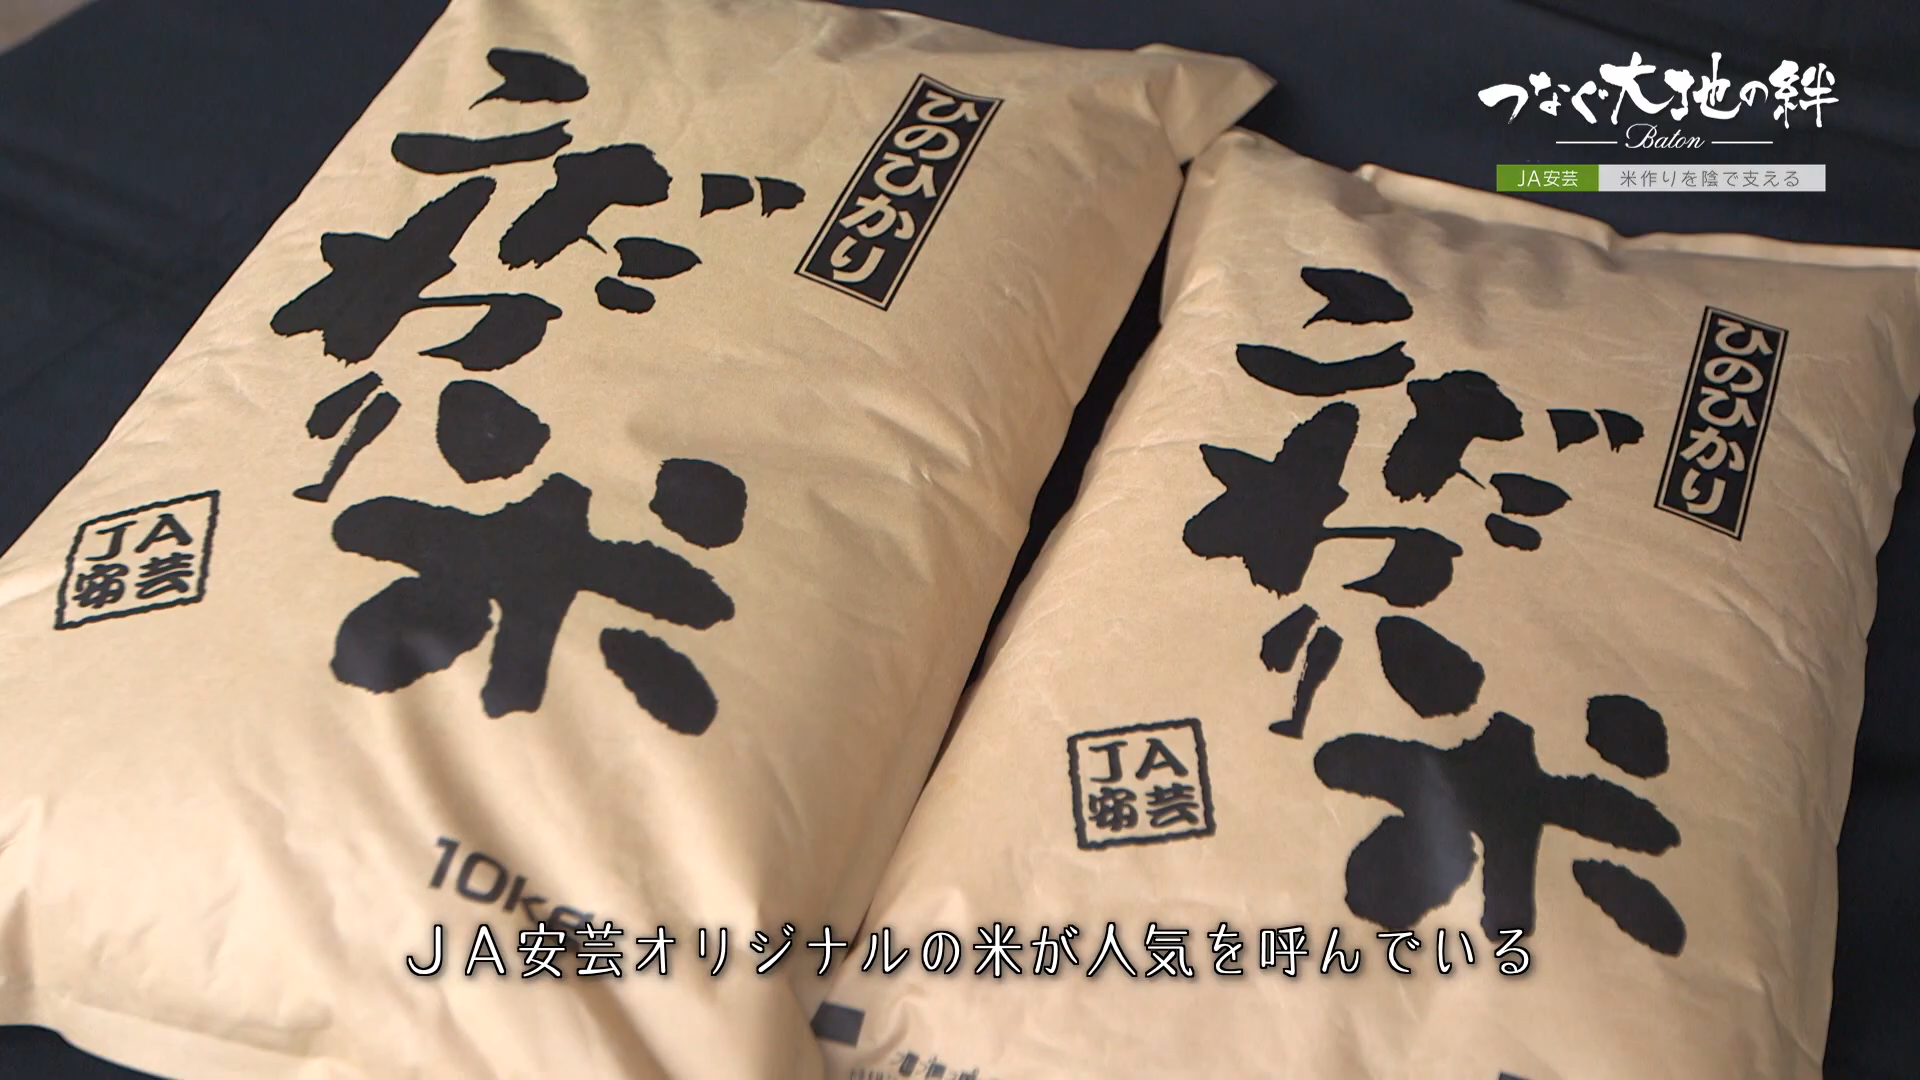 つなぐ大地の絆
Baton
JA安芸 米作りを陰で支える
ひのひかり
こだわり米
JA
安芸
10kg
ひのひかり
こだわり米
JA
安芸
ＪＡ安芸オリジナルの米が人気を呼んでいる